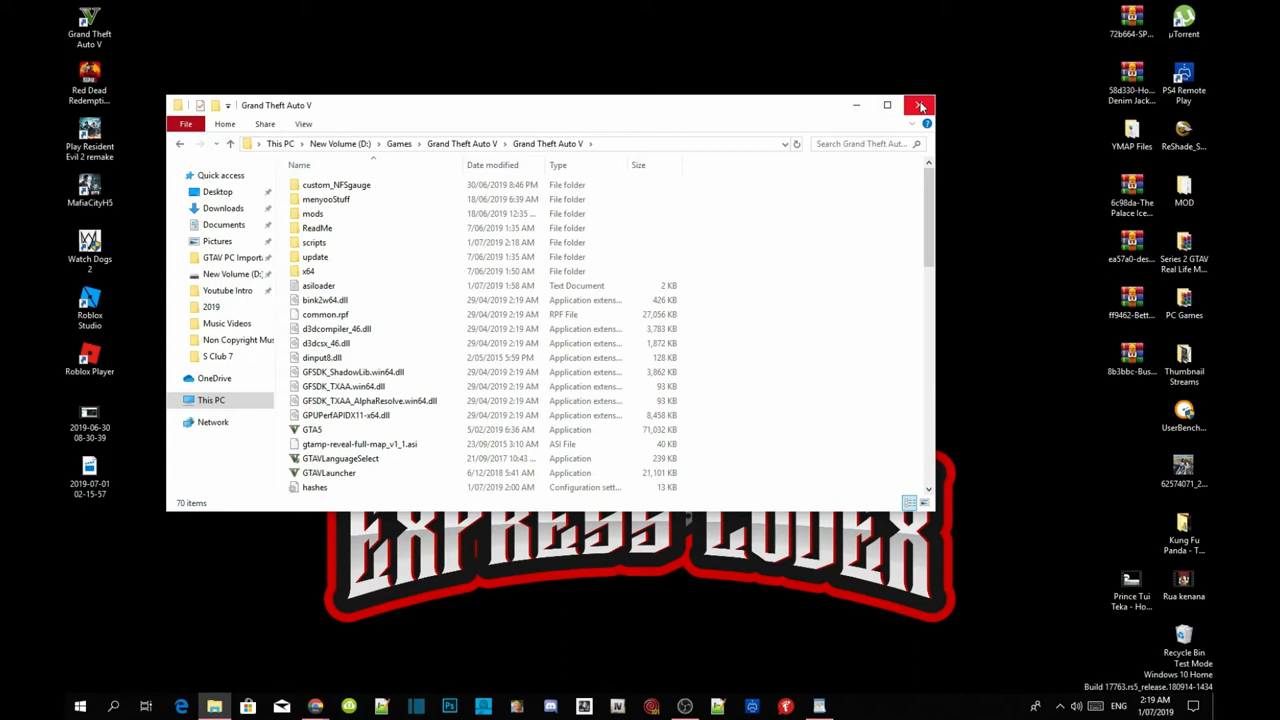 Grand Theft
Auto V
Red Dead
Redempti...
Play Resident
Evil 2 remake
MafiaCityH5
Watch Dogs
2
Roblox
Studio
Roblox Player
2019-06-30
08-30-39
2019-07-01
02-15-57
Grand Theft Auto V
File Home Share View
This PC > New Volume (D:) > Games > Grand Theft Auto V > Grand Theft Auto V >
Search Grand Theft Aut...
Quick access
Desktop
Downloads
Documents
Pictures
GTAV PC Import
New Volume (D:)
Youtube Intro
2019
Music Videos
Non Copyright Mus
S Club 7
OneDrive
This PC
Network
Name Date modified Type Size
custom_NFSgauge 30/06/2019 8:46 PM File folder
menyooStuff 18/06/2019 6:39 AM File folder
mods 18/06/2019 12:35 ... File folder
ReadMe 7/06/2019 1:35 AM File folder
scripts 1/07/2019 2:18 AM File folder
update 7/06/2019 1:35 AM File folder
x64 7/06/2019 1:50 AM File folder
asiloader 1/07/2019 1:58 AM Text Document 2 KB
bink2w64.dll 29/04/2019 2:19 AM Application extens... 426 KB
common.rpf 29/04/2019 2:19 AM RPF File 27,056 KB
d3dcompiler_46.dll 29/04/2019 2:19 AM Application extens... 3,783 KB
d3dcsx_46.dll 29/04/2019 2:19 AM Application extens... 1,872 KB
dinput8.dll 2/05/2015 5:59 PM Application extens... 128 KB
GFSDK_ShadowLib.win64.dll 29/04/2019 2:19 AM Application extens... 3,862 KB
GFSDK_TXAA.win64.dll 29/04/2019 2:19 AM Application extens... 93 KB
GFSDK_TXAA_AlphaResolve.win64.dll 29/04/2019 2:19 AM Application extens... 93 KB
GPUPerfAPIDX11-x64.dll 29/04/2019 2:19 AM Application extens... 8,458 KB
GTA5 5/02/2019 6:36 AM Application 71,032 KB
gtamp-reveal-full-map_v1_1.asi 23/09/2015 3:10 AM ASI File 40 KB
GTAVLanguageSelect 21/09/2017 10:43 ... Application 239 KB
GTAVLauncher 6/12/2018 5:41 AM Application 21,101 KB
hashes 1/07/2019 2:00 AM Configuration sett... 13 KB
70 items
EXPRESS CODEX
72b664-SP...
µTorrent
58d330-Ho...
Denim Jack...
PS4 Remote
Play
YMAP Files
ReShade_S...
6c98da-The
Palace Ice...
MOD
ea57a0-des...
Series 2 GTAV
Real Life M...
ff9462-Bett...
PC Games
8b3bbc-Bus...
Thumbnail
Streams
UserBench...
62574071_2...
Kung Fu
Panda - T...
Prince Tui
Teka - Ho...
Rua kenana
Recycle Bin
Test Mode
Windows 10 Home
Build 17763.rs5_release.180914-1434
ENG
2:19 AM
1/07/2019